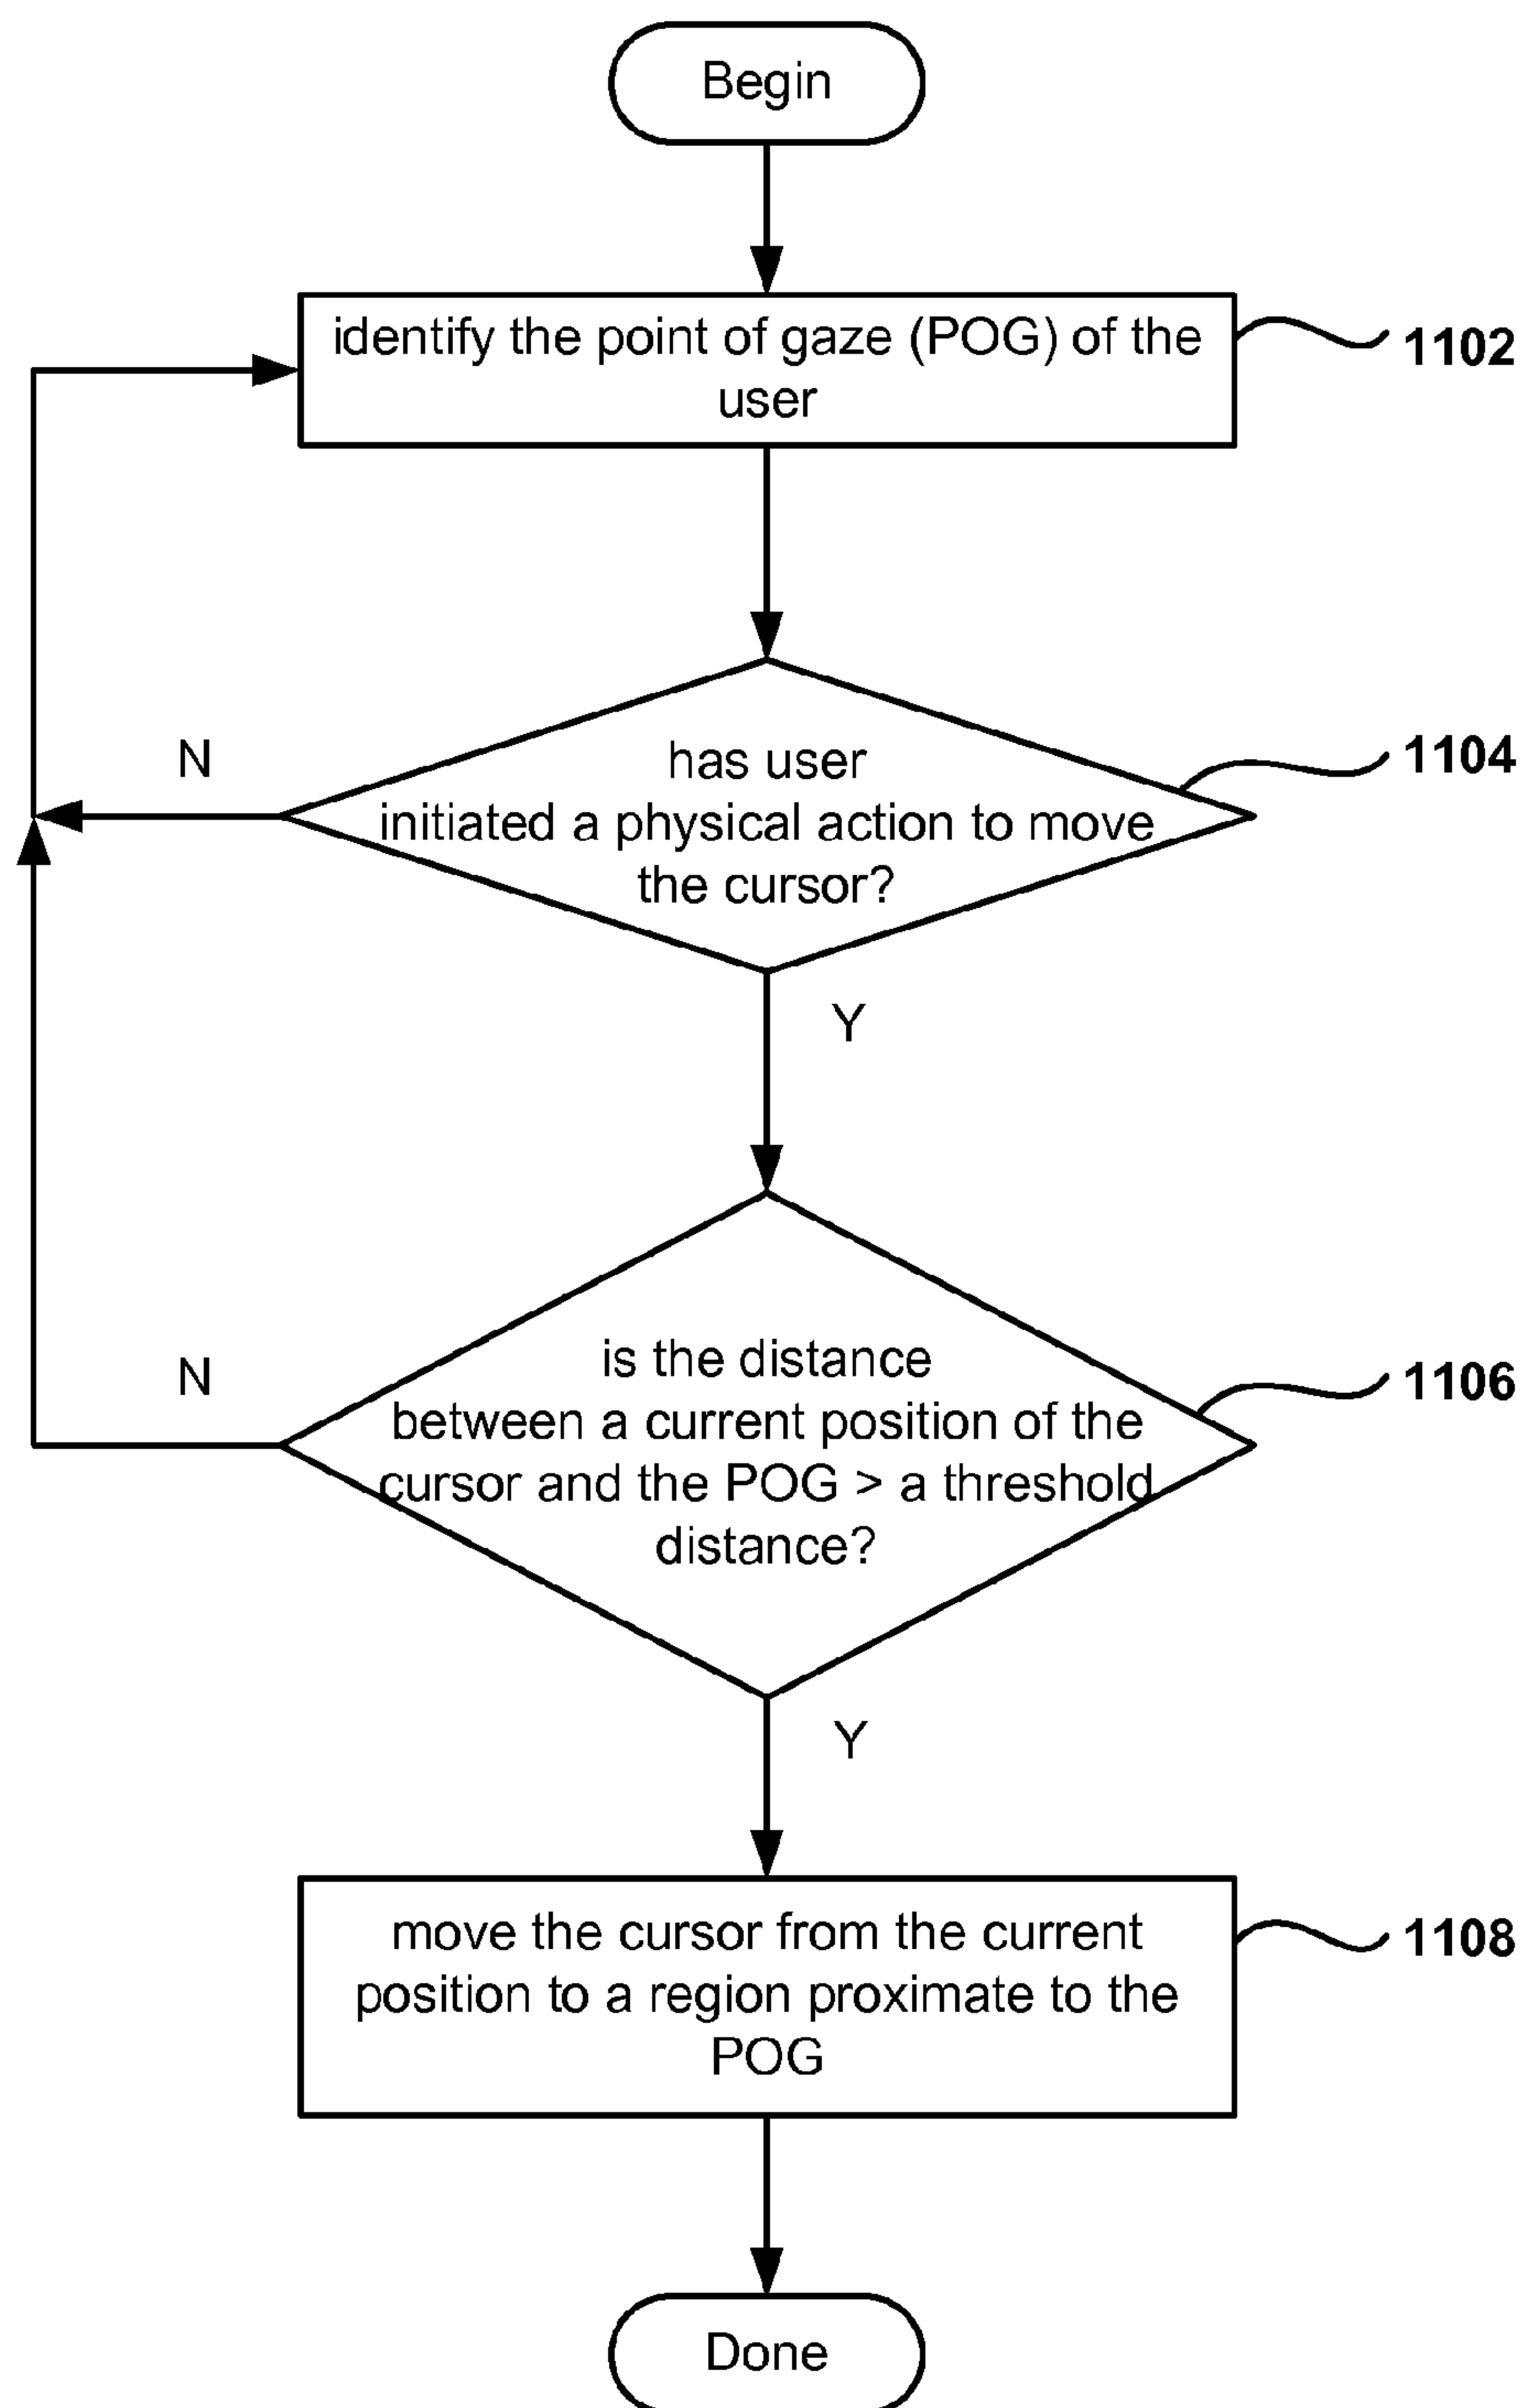 Begin
identify the point of gaze (POG) of the
user
1102
has user
initiated a physical action to move
the cursor?
1104
N
Y
is the distance
between a current position of the
cursor and the POG > a threshold
distance?
1106
N
Y
move the cursor from the current
position to a region proximate to the
POG
1108
Done